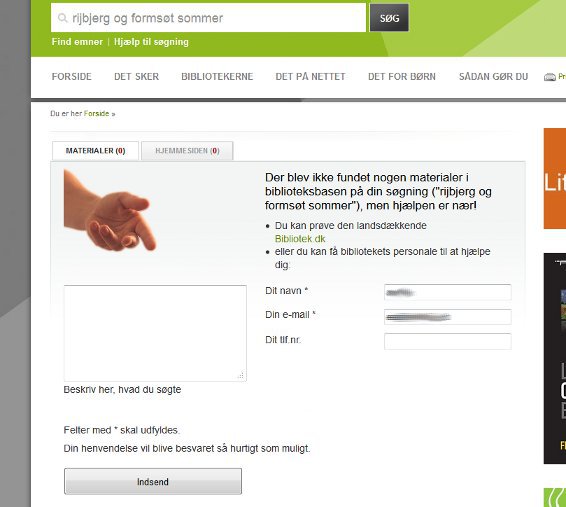 rijbjerg og formsøt sommer
SØG
Find emner | Hjælp til søgning
FORSIDE DET SKER BIBLIOTEKERNE DET PÅ NETTET DET FOR BØRN SÅDAN GØR DU
Du er her Forside »
MATERIALER (0) HJEMMESIDEN (0)
Der blev ikke fundet nogen materialer i
biblioteksbasen på din søgning ("rijbjerg og
formsøt sommer"), men hjælpen er nær!
• Du kan prøve den landsdækkende
Bibliotek.dk
• eller du kan få bibliotekets personale til at hjælpe
dig:
Dit navn *
Din e-mail *
Dit tlf.nr.
Beskriv her, hvad du søgte
Felter med * skal udfyldes.
Din henvendelse vil blive besvaret så hurtigt som muligt.
Indsend